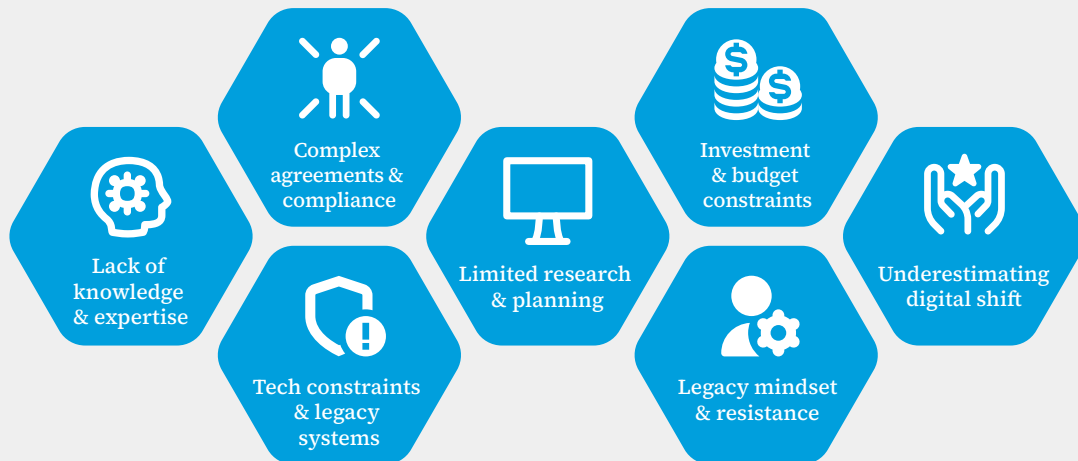 Lack of
knowledge
& expertise
Complex
agreements &
compliance
Tech constraints
& legacy
systems
Limited research
& planning
Investment
& budget
constraints
Legacy mindset
& resistance
Underestimating
digital shift